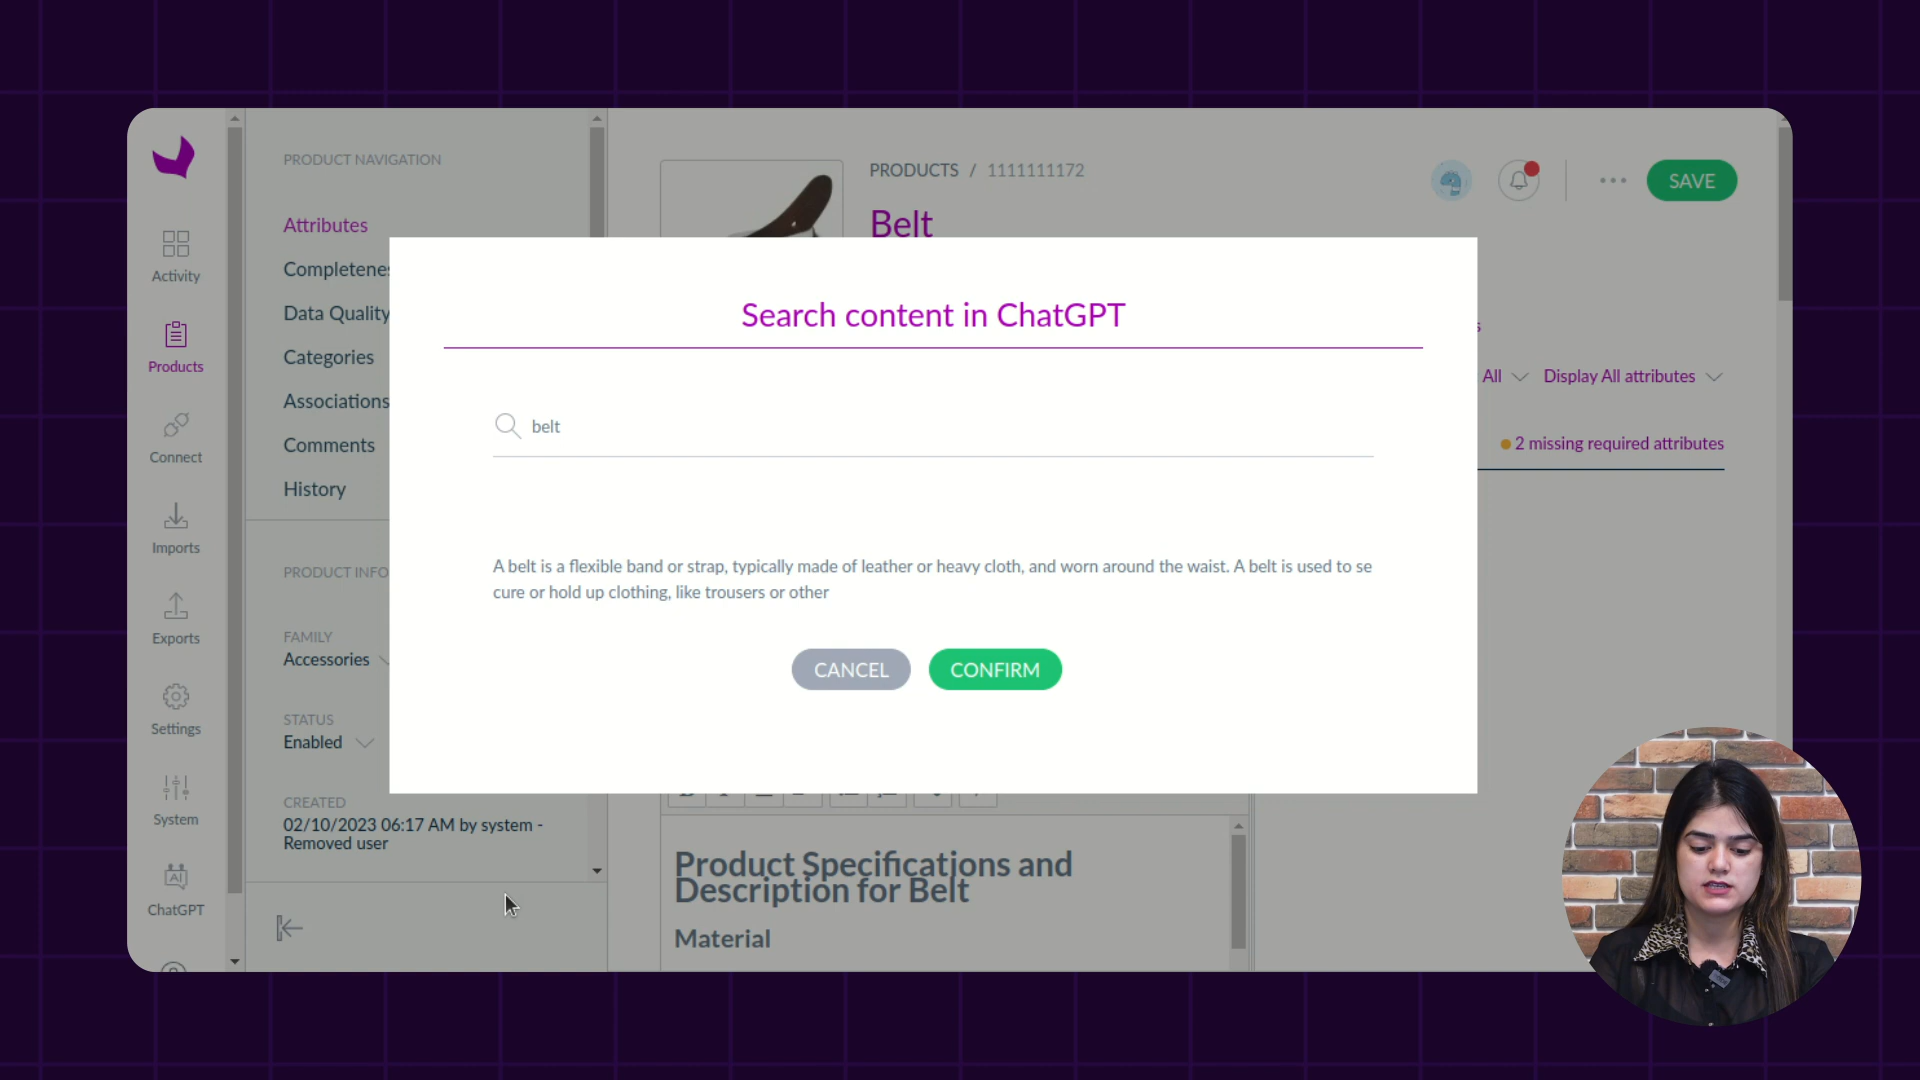 Activity
Products
Connect
Imports
Exports
Settings
System
AI
ChatGPT
PRODUCT NAVIGATION
Attributes
Data Quality
Categories
Associations
Comments
History
PRODUCT INFO
FAMILY
Accessories
STATUS
Enabled
CREATED
02/10/2023 06:17 AM by system -
Removed user
PRODUCTS / 1111111172
Belt
SAVE
All
Display All attributes
2 missing required attributes
Search content in ChatGPT
belt
A belt is a flexible band or strap, typically made of leather or heavy cloth, and worn around the waist. A belt is used to se
cure or hold up clothing, like trousers or other
CANCEL
CONFIRM
Product Specifications and
Description for Belt
Material